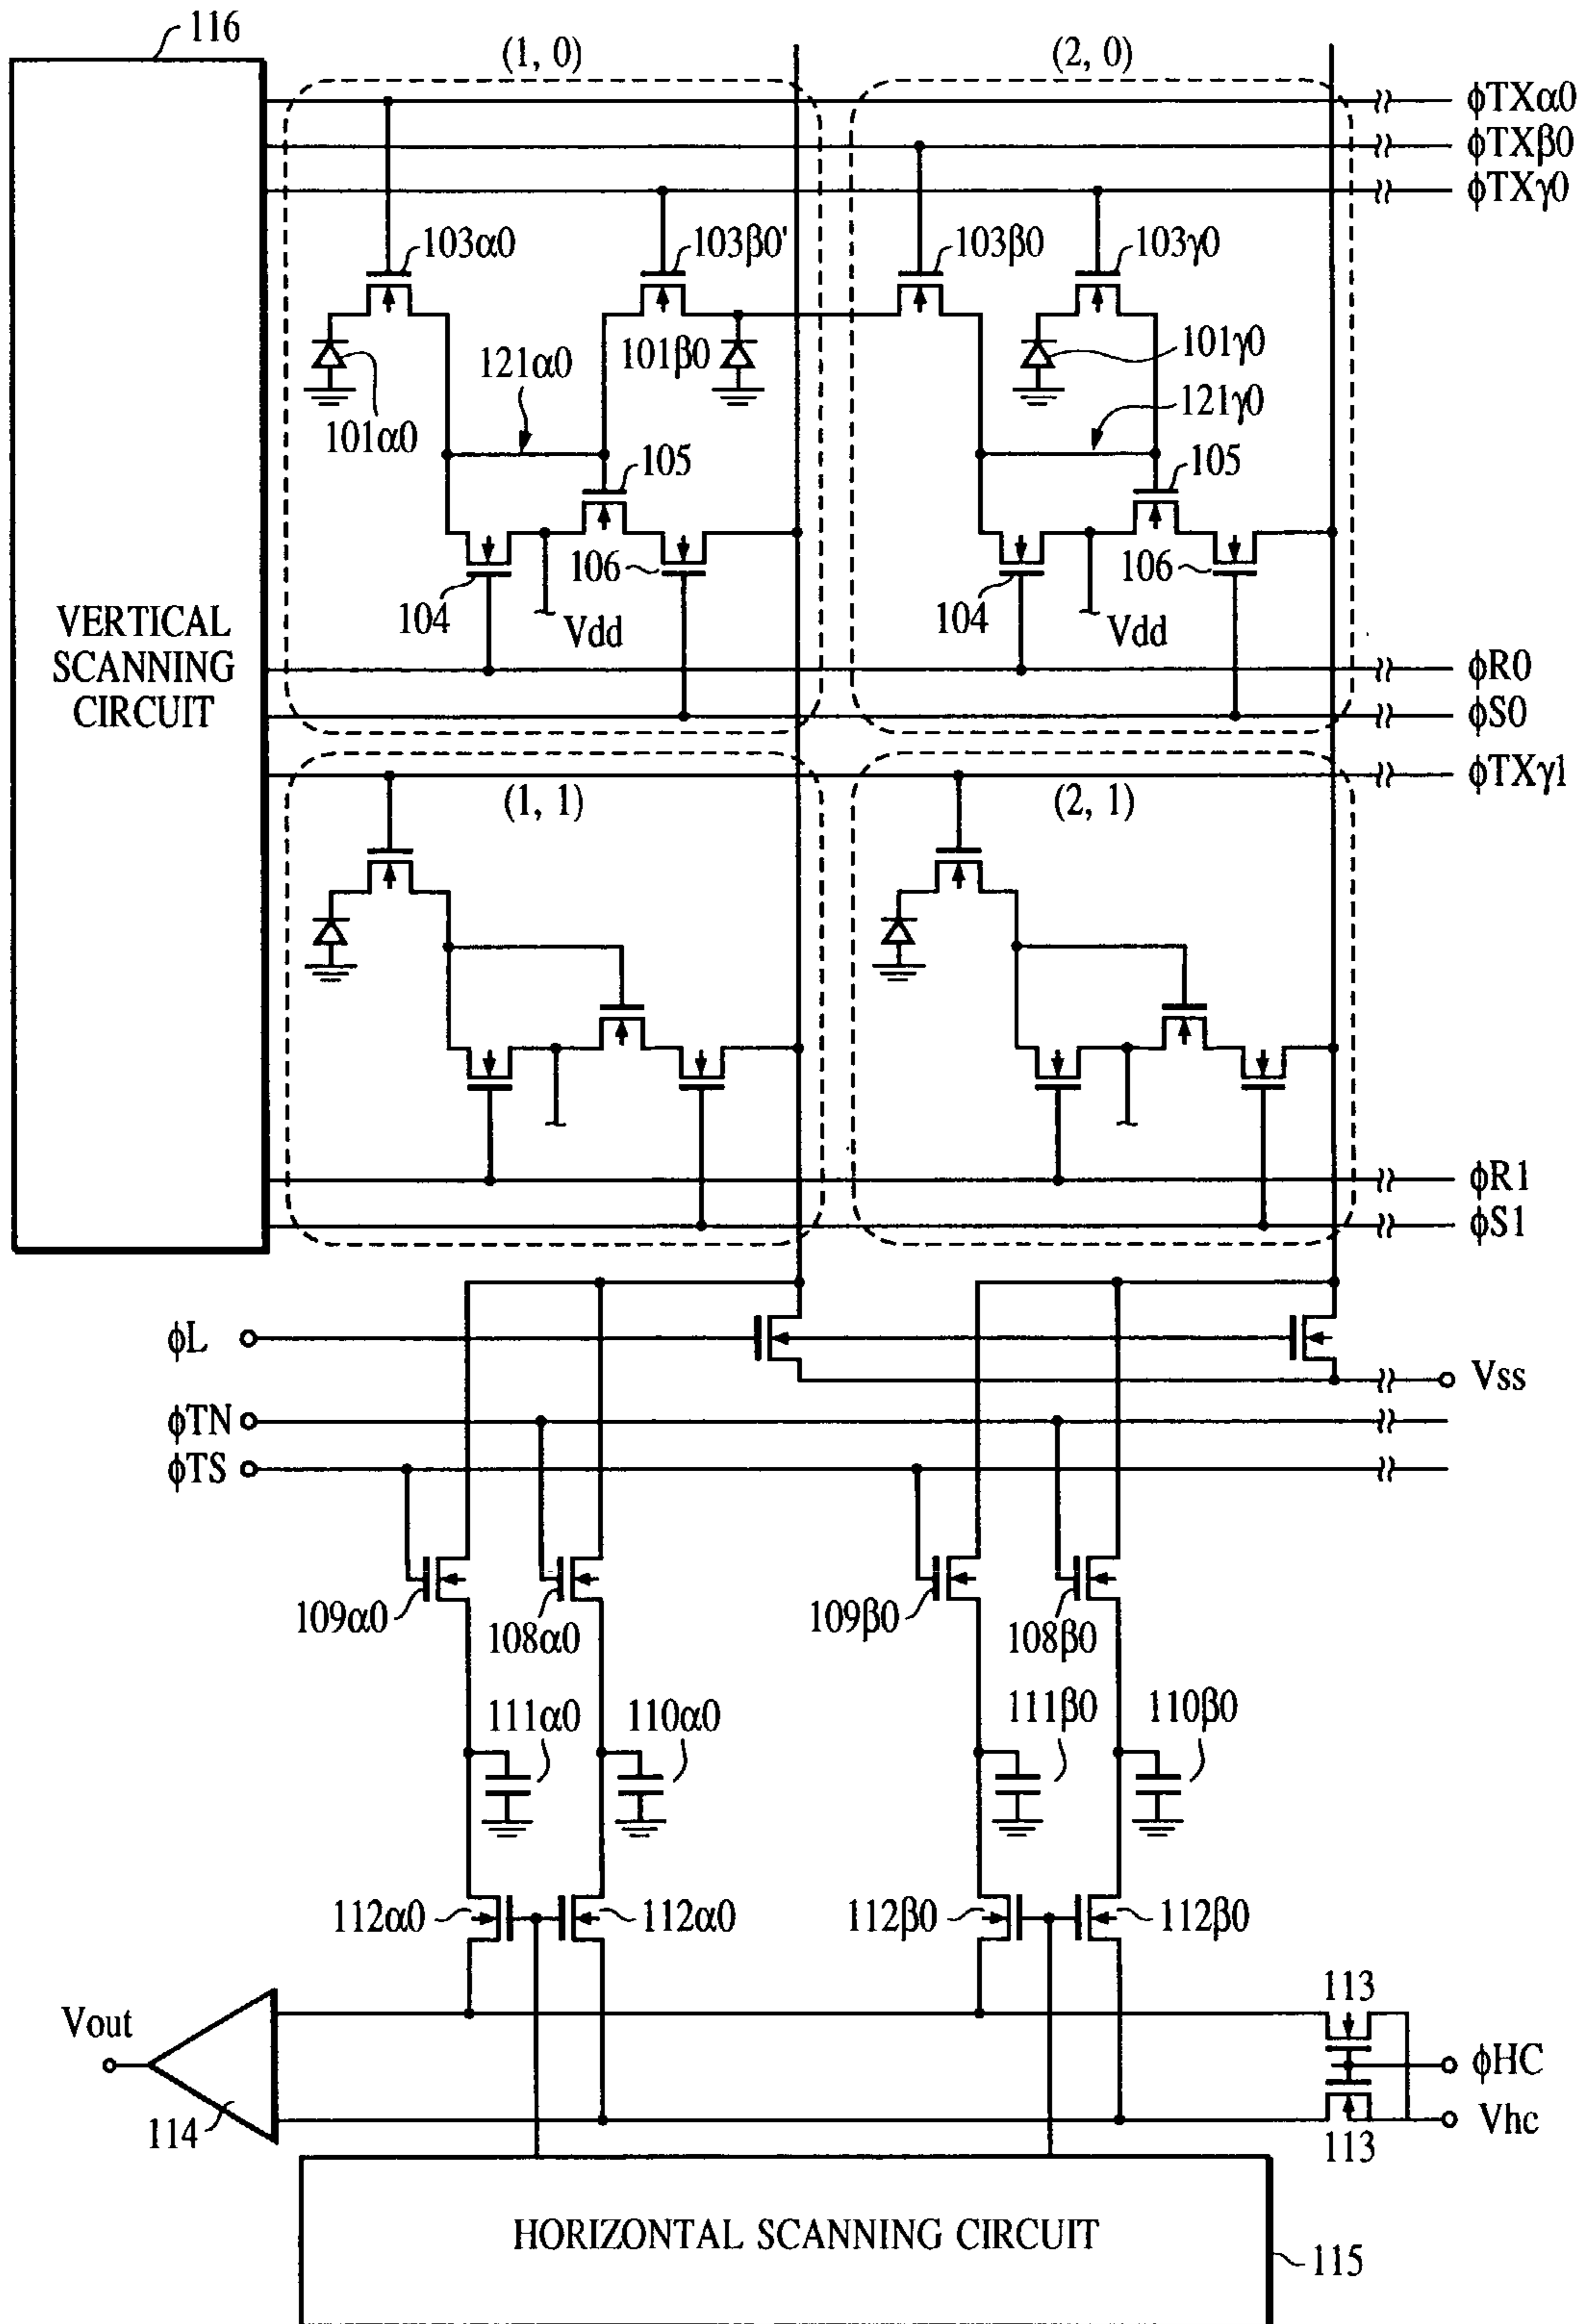 116
(1, 0)
(2, 0)
ϕTXα0
ϕTXβ0
ϕTXγ0
103α0
103β0'
103β0
103γ0
121α0
101β0
101γ0
101α0
121γ0
105
105
106
106
104
Vdd
104
Vdd
VERTICAL
SCANNING
CIRCUIT
ϕR0
ϕS0
ϕTXγ1
(1, 1)
(2, 1)
ϕR1
ϕS1
ϕL
Vss
ϕTN
ϕTS
109α0
108α0
109β0
108β0
111α0
110α0
111β0
110β0
112α0
112α0
112β0
112β0
113
Vout
ϕHC
114
Vhc
113
HORIZONTAL SCANNING CIRCUIT
115